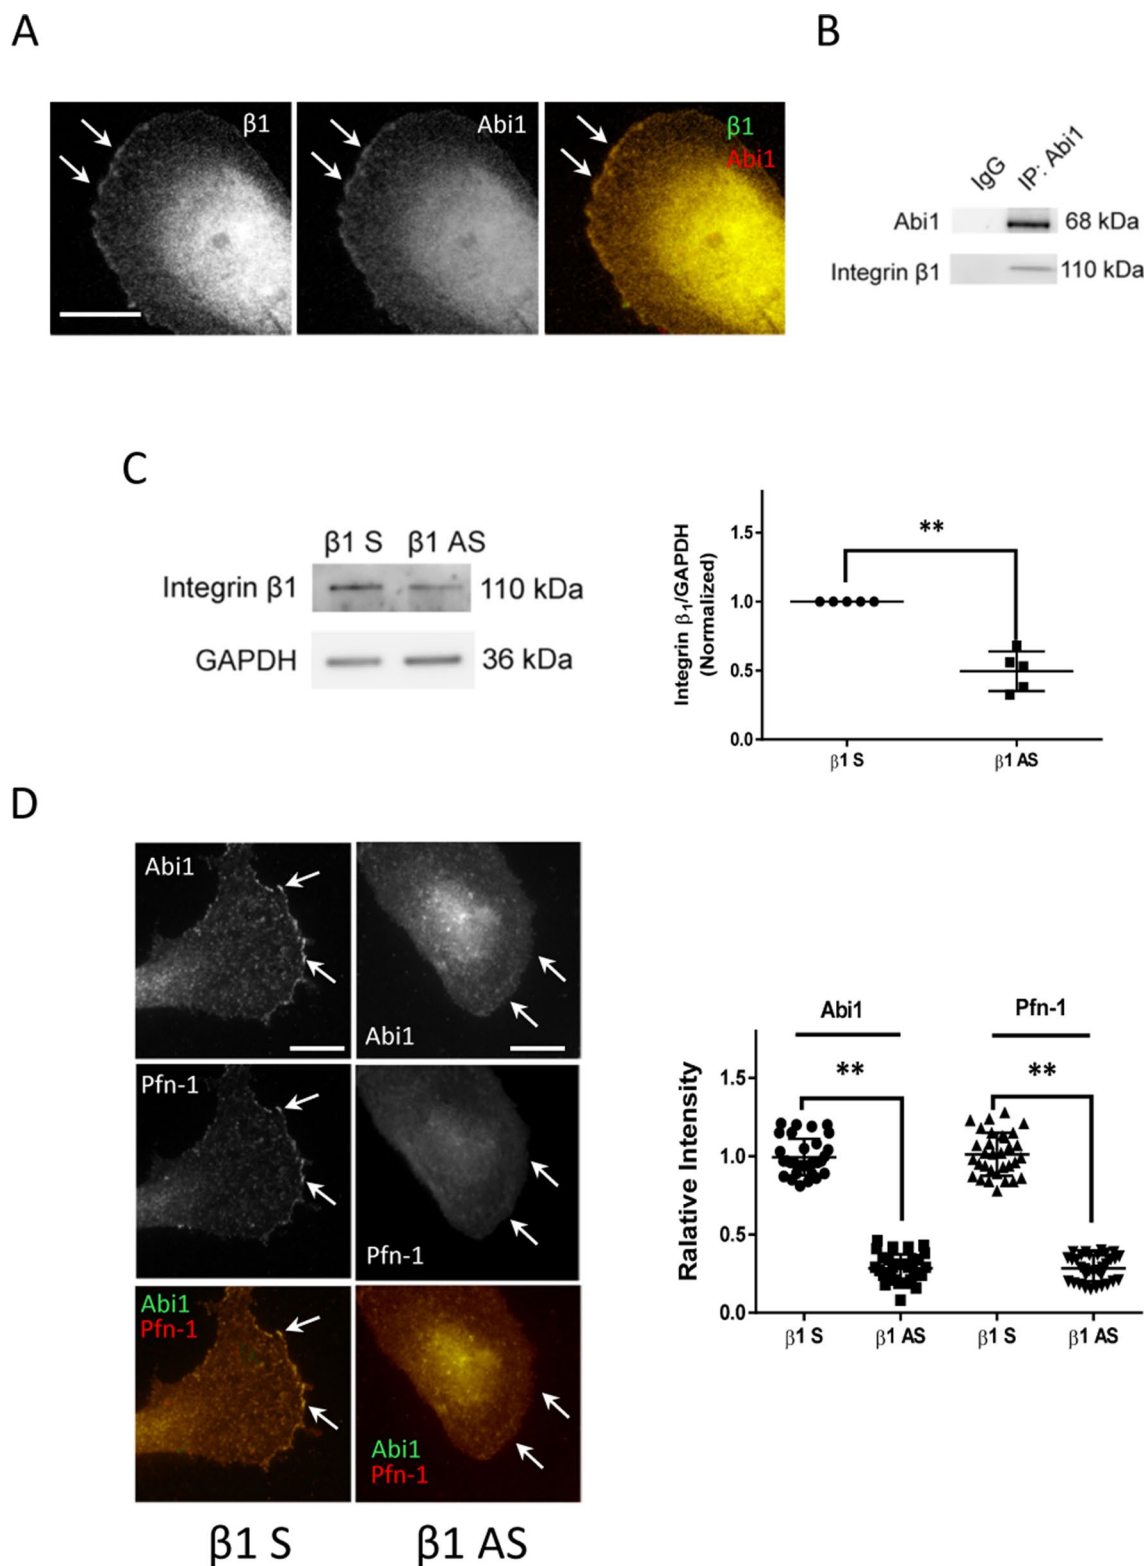 A
β1
Abi1
β1
Abi1
B
IgG
IP: Abi1
Abi1
68 kDa
Integrin β1
110 kDa
C
β1 S
β1 AS
Integrin β1
110 kDa
GAPDH
36 kDa
Integrin β1/GAPDH
(Normalized)
1.5
1.0
0.5
0.0
**
β1 S
β1 AS
D
Abi1
Abi1
Pfn-1
Pfn-1
Abi1
Pfn-1
Abi1
Pfn-1
β1 S
β1 AS
Abi1
Pfn-1
**
**
Ralative Intensity
1.5
1.0
0.5
0.0
β1 S
β1 AS
β1 S
β1 AS